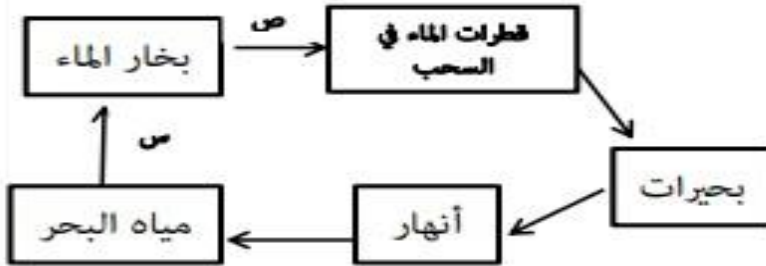 ص
قطرات الماء في
السحب
بخار الماء
س
بحيرات
أنهار
مياه البحر